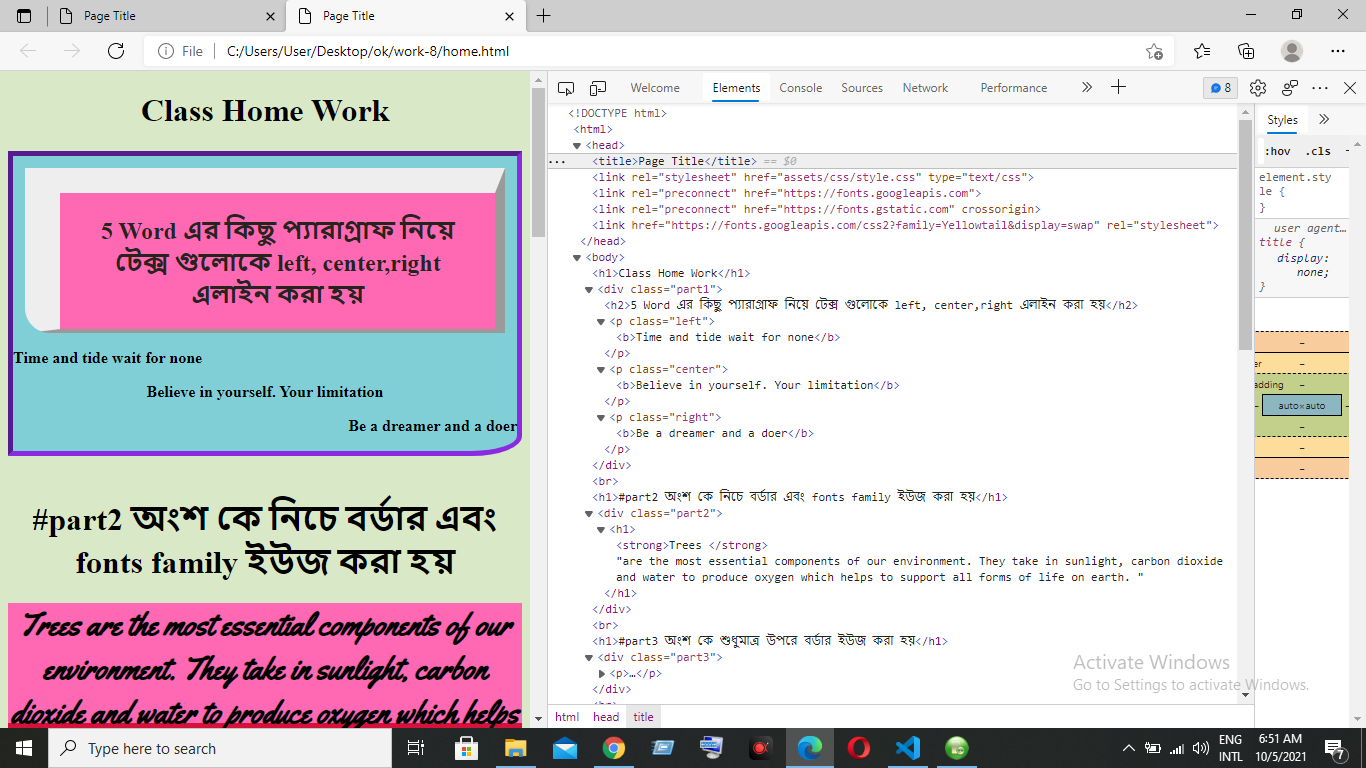 Page Title
Page Title
File
C:/Users/User/Desktop/ok/work-8/home.html
Class Home Work
5 Word এর কিছু প্যারাগ্রাফ নিয়ে
টেক্স গুলোকে left, center,right
এলাইন করা হয়
Time and tide wait for none
Believe in yourself. Your limitation
Be a dreamer and a doer
#part2 অংশ কে নিচে বর্ডার এবং
fonts family ইউজ করা হয়
Trees are the most essential components of our
environment. They take in sunlight, carbon
dioxide and water to produce oxygen which helps
Welcome Elements Console Sources Network Performance
8
<!DOCTYPE html>
<html>
<head>
<title>Page Title</title> == $0
<link rel="stylesheet" href="assets/css/style.css" type="text/css">
<link rel="preconnect" href="https://fonts.googleapis.com">
<link rel="preconnect" href="https://fonts.gstatic.com" crossorigin>
<link href="https://fonts.googleapis.com/css2?family=Yellowtail&display=swap" rel="stylesheet">
</head>
<body>
<h1>Class Home Work</h1>
<div class="part1">
<h2>5 Word এর কিছু প্যারাগ্রাফ নিয়ে টেক্স গুলোকে left, center,right এলাইন করা হয়</h2>
<p class="left">
<b>Time and tide wait for none</b>
</p>
<p class="center">
<b>Believe in yourself. Your limitation</b>
</p>
<p class="right">
<b>Be a dreamer and a doer</b>
</p>
</div>
<br>
<h1>#part2 অংশ কে নিচে বর্ডার এবং fonts family ইউজ করা হয়</h1>
<div class="part2">
<h1>
<strong>Trees </strong>
"are the most essential components of our environment. They take in sunlight, carbon dioxide
and water to produce oxygen which helps to support all forms of life on earth. "
</h1>
</div>
<br>
<h1>#part3 অংশ কে শুধুমাত্র উপরে বর্ডার ইউজ করা হয়</h1>
<div class="part3">
<p>…</p>
</div>
html head title
Styles
:hov .cls
element.sty
le {
}
user agent…
title {
display:
none;
}
–
er –
adding –
– auto×auto –
–
–
–
Activate Windows
Go to Settings to activate Windows.
Type here to search
ENG
INTL
6:51 AM
10/5/2021
7